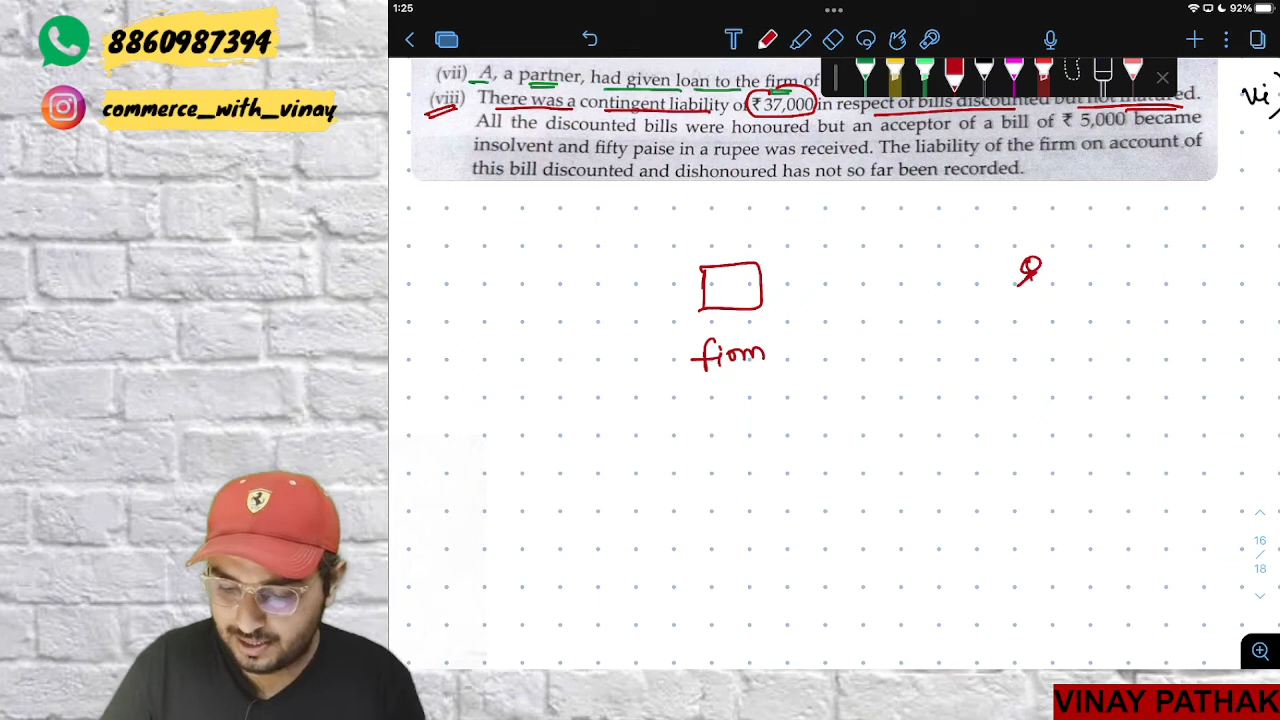 1:25
92%
8860987394
commerce_with_vinay
(vii) A, a partner, had given loan to the firm of
(viii) There was a contingent liability of ₹ 37,000 in respect of bills discounted but not matured.
All the discounted bills were honoured but an acceptor of a bill of ₹ 5,000 became
insolvent and fifty paise in a rupee was received. The liability of the firm on account of
this bill discounted and dishonoured has not so far been recorded.
vi)
firm
16
/
18
VINAY PATHAK